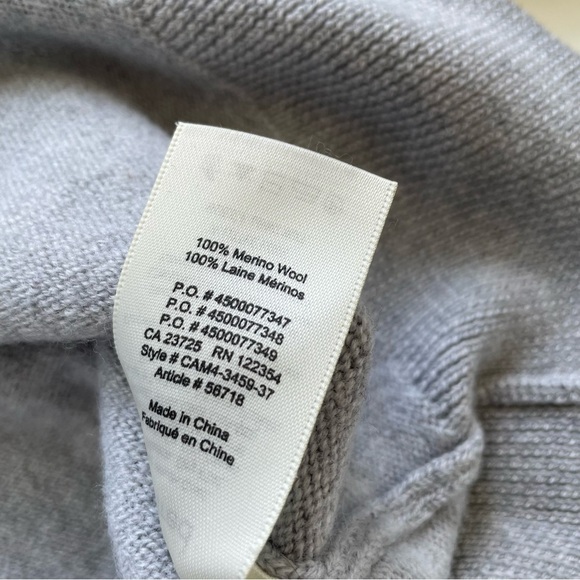 100% Merino Wool
100% Laine Mérinos
P.O. # 4500077347
P.O. # 4500077348
P.O. # 4500077349
CA 23725 RN 122354
Style # CAM4-3459-37
Article # 56718
Made in China
Fabriqué en Chine